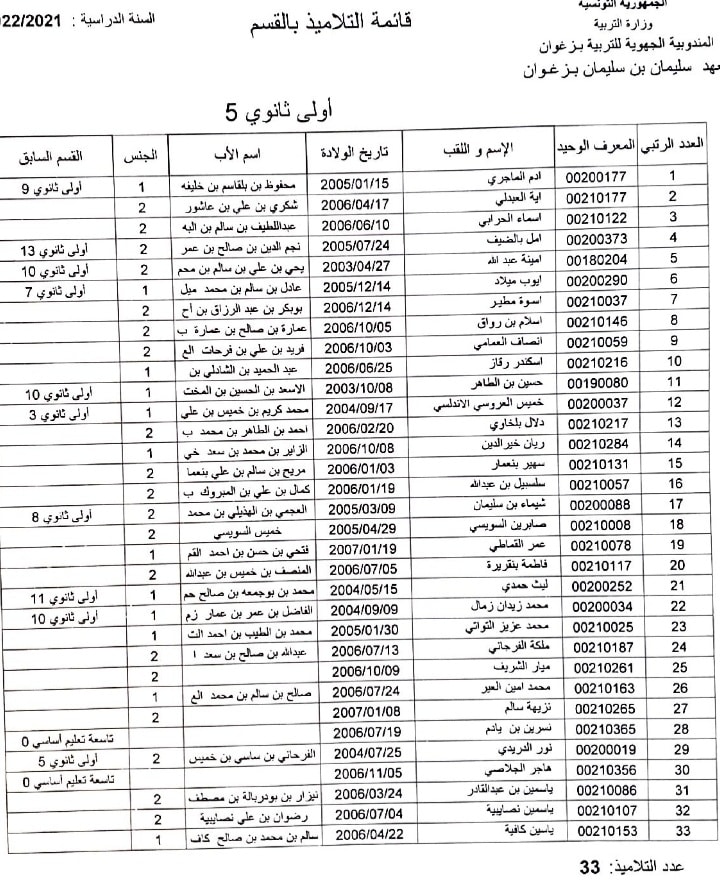 الجمهورية التونسية
وزارة التربية
المندوبية الجهوية للتربية بـزغوان
سليمان بن سليمان بـزغـوان
قائمة التلاميذ بالقسم
السنة الدراسية : 022/2021
أولى ثانوي 5
العدد الرتبي المعرف الوحيد الإسم و اللقب تاريخ الولادة اسم الأب الجنس القسم السابق
1 00200177 ادم الماجري 2005/01/15 محفوظ بن بلقاسم بن خليفه 1 أولى ثانوي 9
2 00210177 اية العبدلي 2006/04/17 شكري بن علي بن عاشور 2
3 00210122 اسماء الحرابي 2006/06/10 عبداللطيف بن سالم بن البه 2
4 00200373 امل بالضيف 2005/07/24 نجم الدين بن صالح بن عمر 2 أولى ثانوي 13
5 00180204 امينة عبد الله 2003/04/27 يحي بن علي بن سالم بن محم 2 أولى ثانوي 10
6 00200290 ايوب ميلاد 2005/12/14 عادل بن سالم بن محمد ميل 1 أولى ثانوي 7
7 00210037 اسوة مطير 2006/12/14 بوبكر بن عبد الرزاق بن أح 2
8 00210146 اسلام بن رواق 2006/10/05 عمارة بن صالح بن عمارة ب 2
9 00210059 انصاف العمامي 2006/10/03 فريد بن علي بن فرحات الع 2
10 00210216 اسكندر رقاز 2006/06/25 عبد الحميد بن الشاذلي بن 1
11 00190080 حسين بن الطاهر 2003/10/08 الاسعد بن الحسين بن المخت 1 أولى ثانوي 10
12 00200037 خميس العروسي الاندلسي 2004/09/17 محمد كريم بن خميس بن علي 1 أولى ثانوي 3
13 00210217 دلال بلخاوي 2006/02/20 احمد بن الطاهر بن محمد ب 2
14 00210284 ريان خيرالدين 2006/10/08 الزاير بن محمد بن سعد خي 1
15 00210131 سهير بنعمار 2006/01/03 مريح بن سالم بن علي بنعما 2
16 00210057 سلسبيل بن عبدالله 2006/01/19 كمال بن علي بن المبروك ب 2
17 00200088 شيماء بن سليمان 2005/03/09 العجمي بن الهذيلي بن محمد 2 أولى ثانوي 8
18 00210008 صابرين السويسي 2005/04/29 خميس السويسي 2
19 00210078 عمر القماطي 2007/01/19 فتحي بن حسن بن احمد القم 1
20 00210117 فاطمة بنقريرة 2006/07/05 المنصف بن خميس بن عبدالله 2
21 00200252 ليث حمدي 2004/05/15 محمد بن بوجمعه بن صالح حم 1 أولى ثانوي 11
22 00200034 محمد زيدان زمال 2004/09/09 الفاضل بن عمر بن عمار زم 1 أولى ثانوي 10
23 00210025 محمد عزيز التواتي 2005/01/30 محمد بن الطيب بن احمد الت 1
24 00210187 ملكة الفرجاني 2006/07/13 عبدالله بن صالح بن سعد ا 2
25 00210261 ميار الشريف 2006/10/09 2
26 00210163 محمد امين العبر 2006/07/24 صالح بن سالم بن محمد الع 1
27 00210265 نزيهة سالم 2007/01/08 2
28 00210365 نسرين بن يادم 2006/07/19 تاسعة تعليم أساسي 0
29 00200019 نور الدريدي 2004/07/25 الفرحاني بن ساسي بن خميس 2 أولى ثانوي 5
30 00210356 هاجر الجلاصي 2006/11/05 تاسعة تعليم أساسي 0
31 00210086 ياسمين بن عبدالقادر 2006/03/24 نيزار بن بودربالة بن مصطف 2
32 00210107 ياسمين نصايبية 2006/07/04 رضوان بن علي نصايبية 2
33 00210153 ياسين كافية 2006/04/22 سالم بن محمد بن صالح كاف 1
عدد التلاميذ: 33